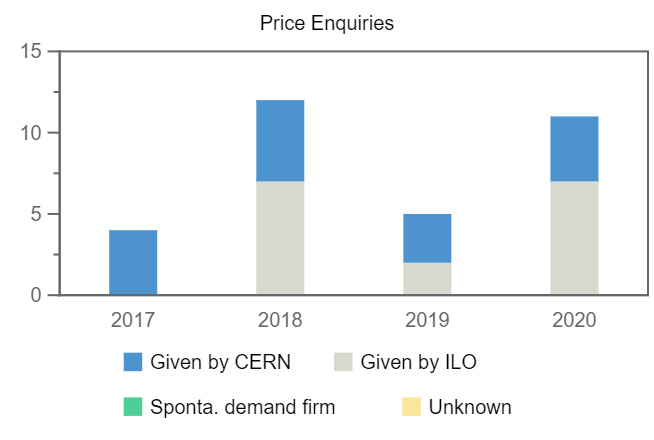 Price Enquiries
15
10
5
0
2017 2018 2019 2020
Given by CERN Given by ILO
Sponta. demand firm Unknown